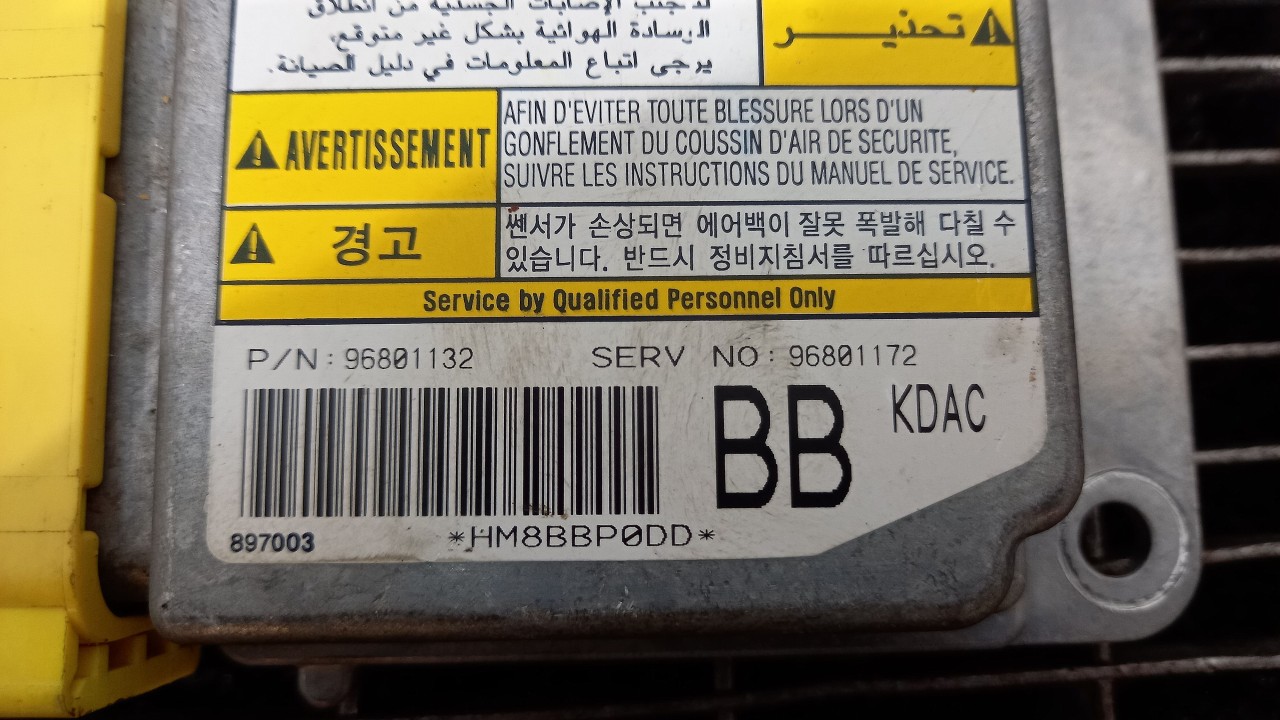 لتجنب الإصابات الجسدية من انطلاق
الوسادة الهوائية بشكل غير متوقع،
يرجى اتباع المعلومات في دليل الصيانة.
تحذير
AVERTISSEMENT
AFIN D'EVITER TOUTE BLESSURE LORS D'UN
GONFLEMENT DU COUSSIN D'AIR DE SECURITE,
SUIVRE LES INSTRUCTIONS DU MANUEL DE SERVICE.
경고
쎈서가 손상되면 에어백이 잘못 폭발해 다칠 수
있습니다. 반드시 정비지침서를 따르십시오.
Service by Qualified Personnel Only
P/N: 96801132 SERV NO: 96801172
BB KDAC
897003 *HM8BBP0DD*